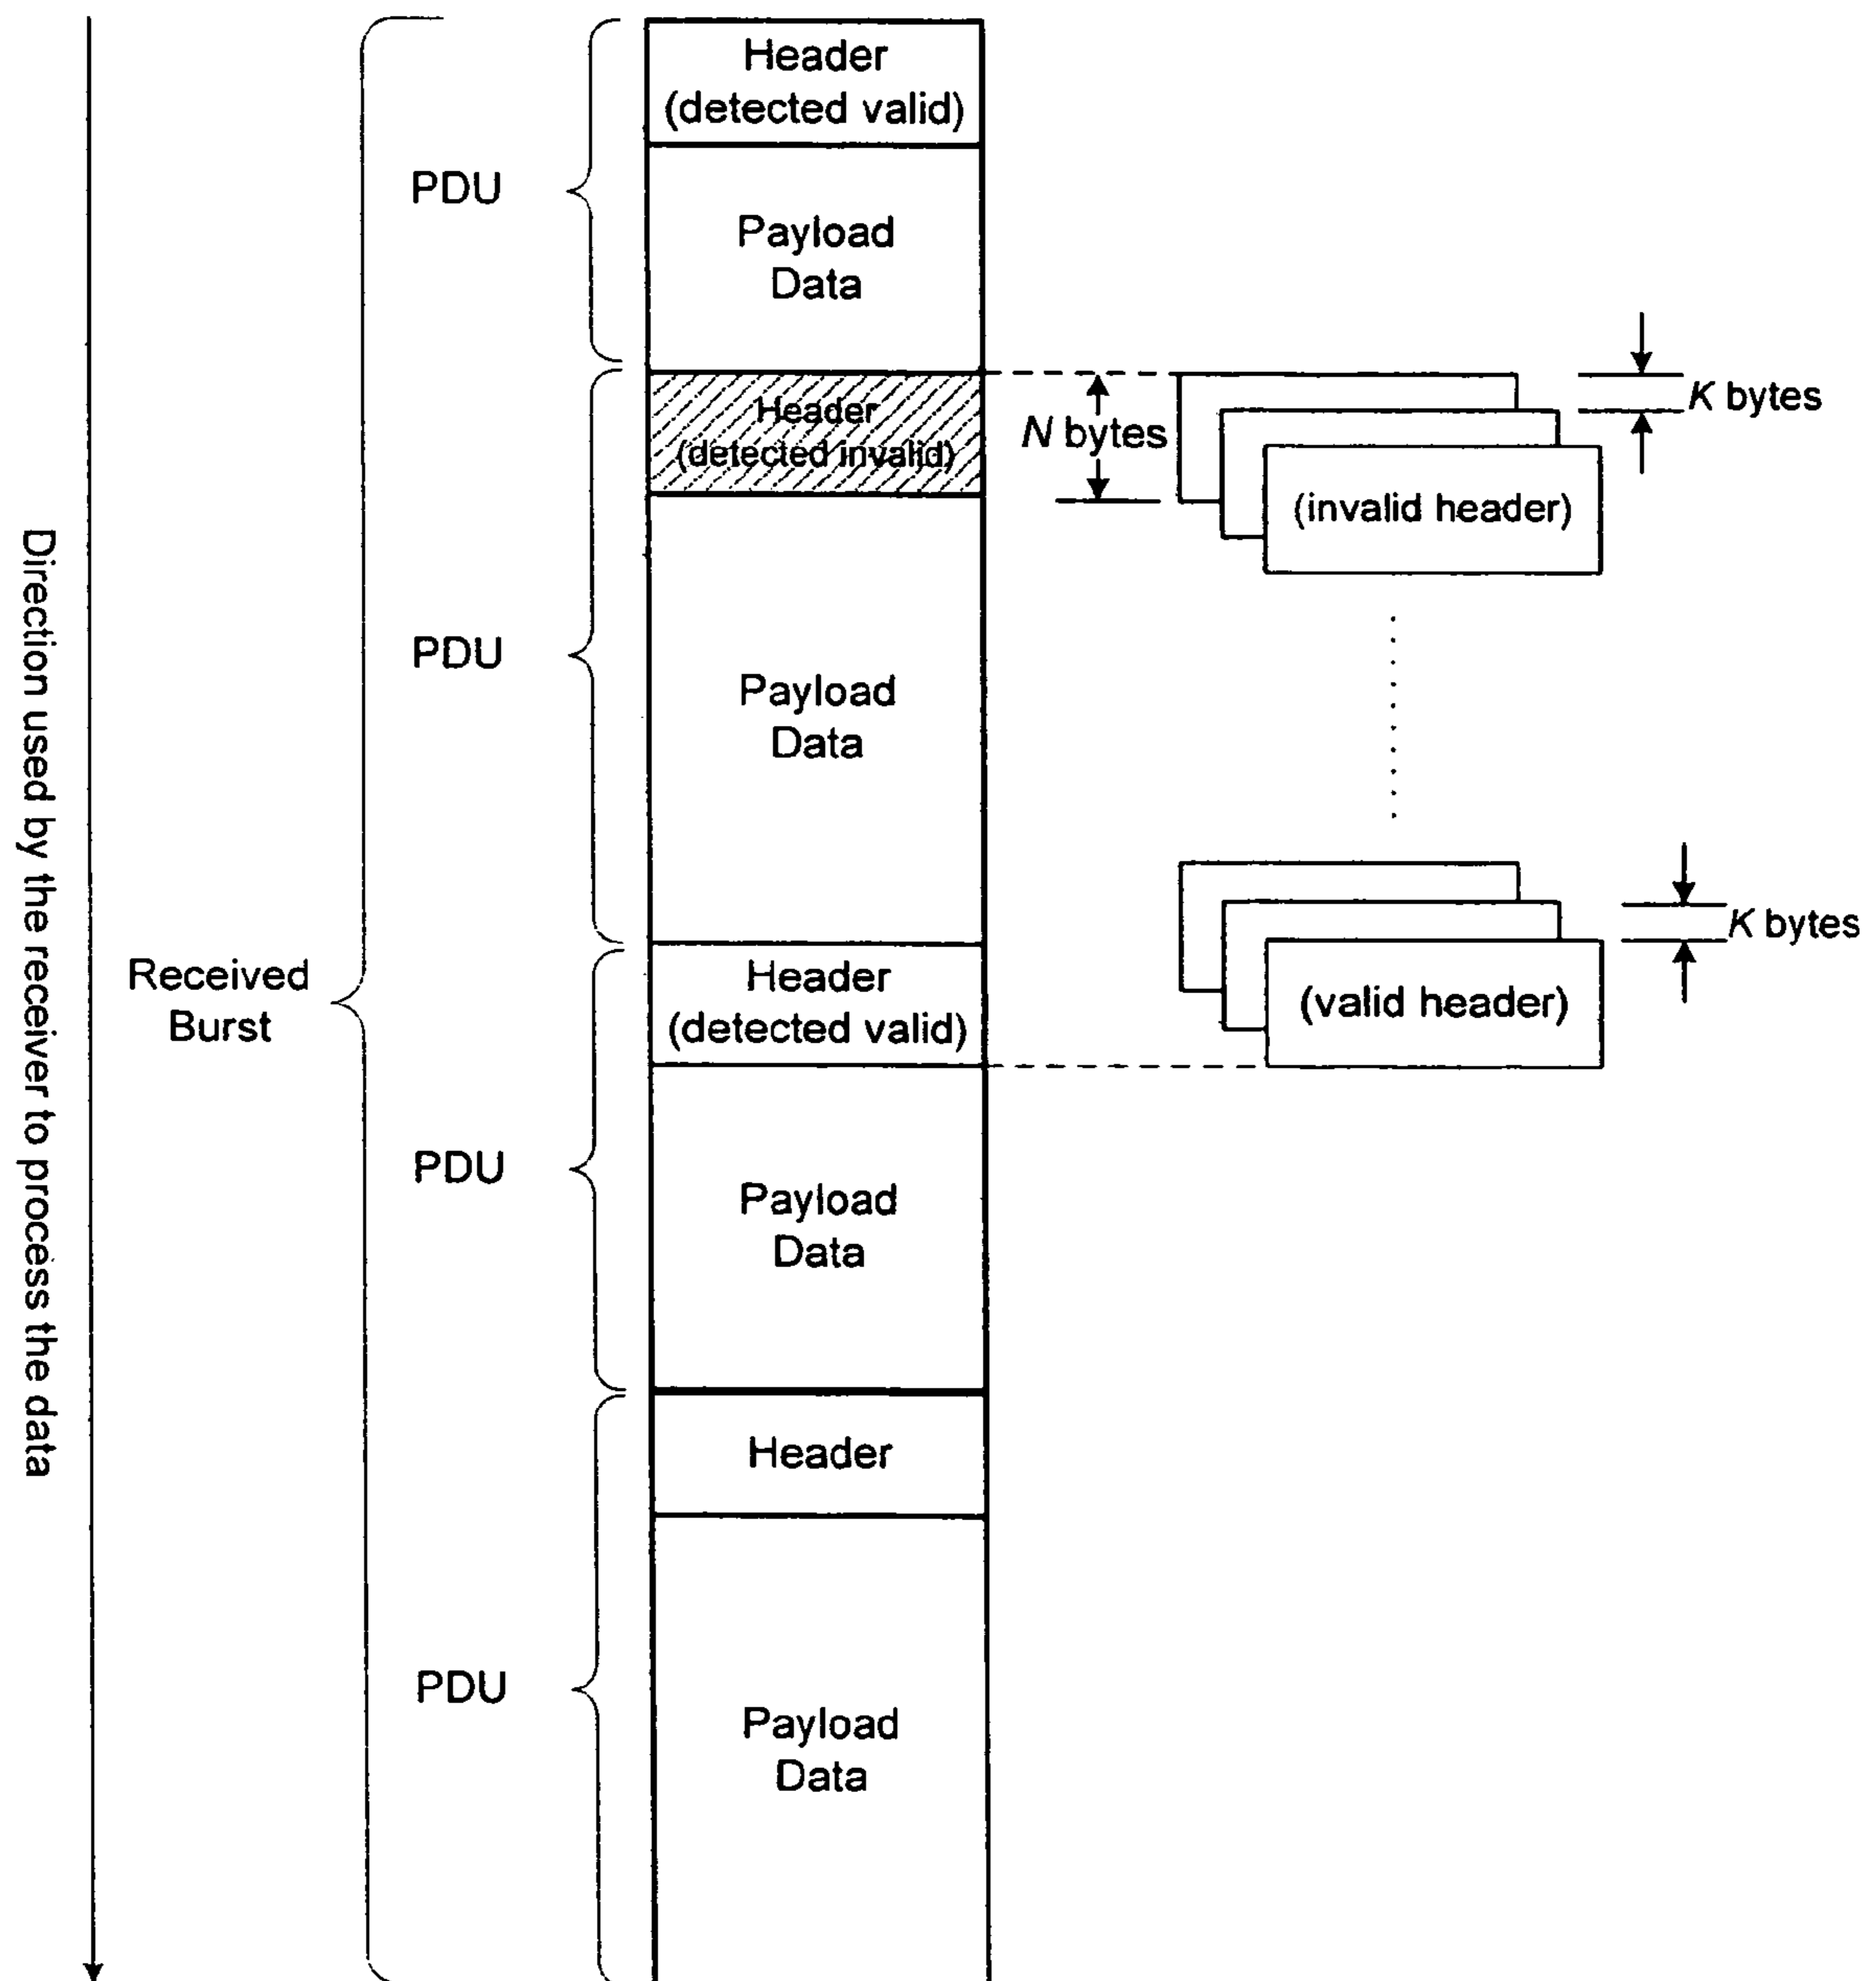 Header
(detected valid)
PDU
Payload
Data
Header
(detected invalid)
N bytes
K bytes
(invalid header)
PDU
Payload
Data
Direction used by the receiver to process the data
Received
Burst
Header
(detected valid)
K bytes
(valid header)
PDU
Payload
Data
Header
PDU
Payload
Data